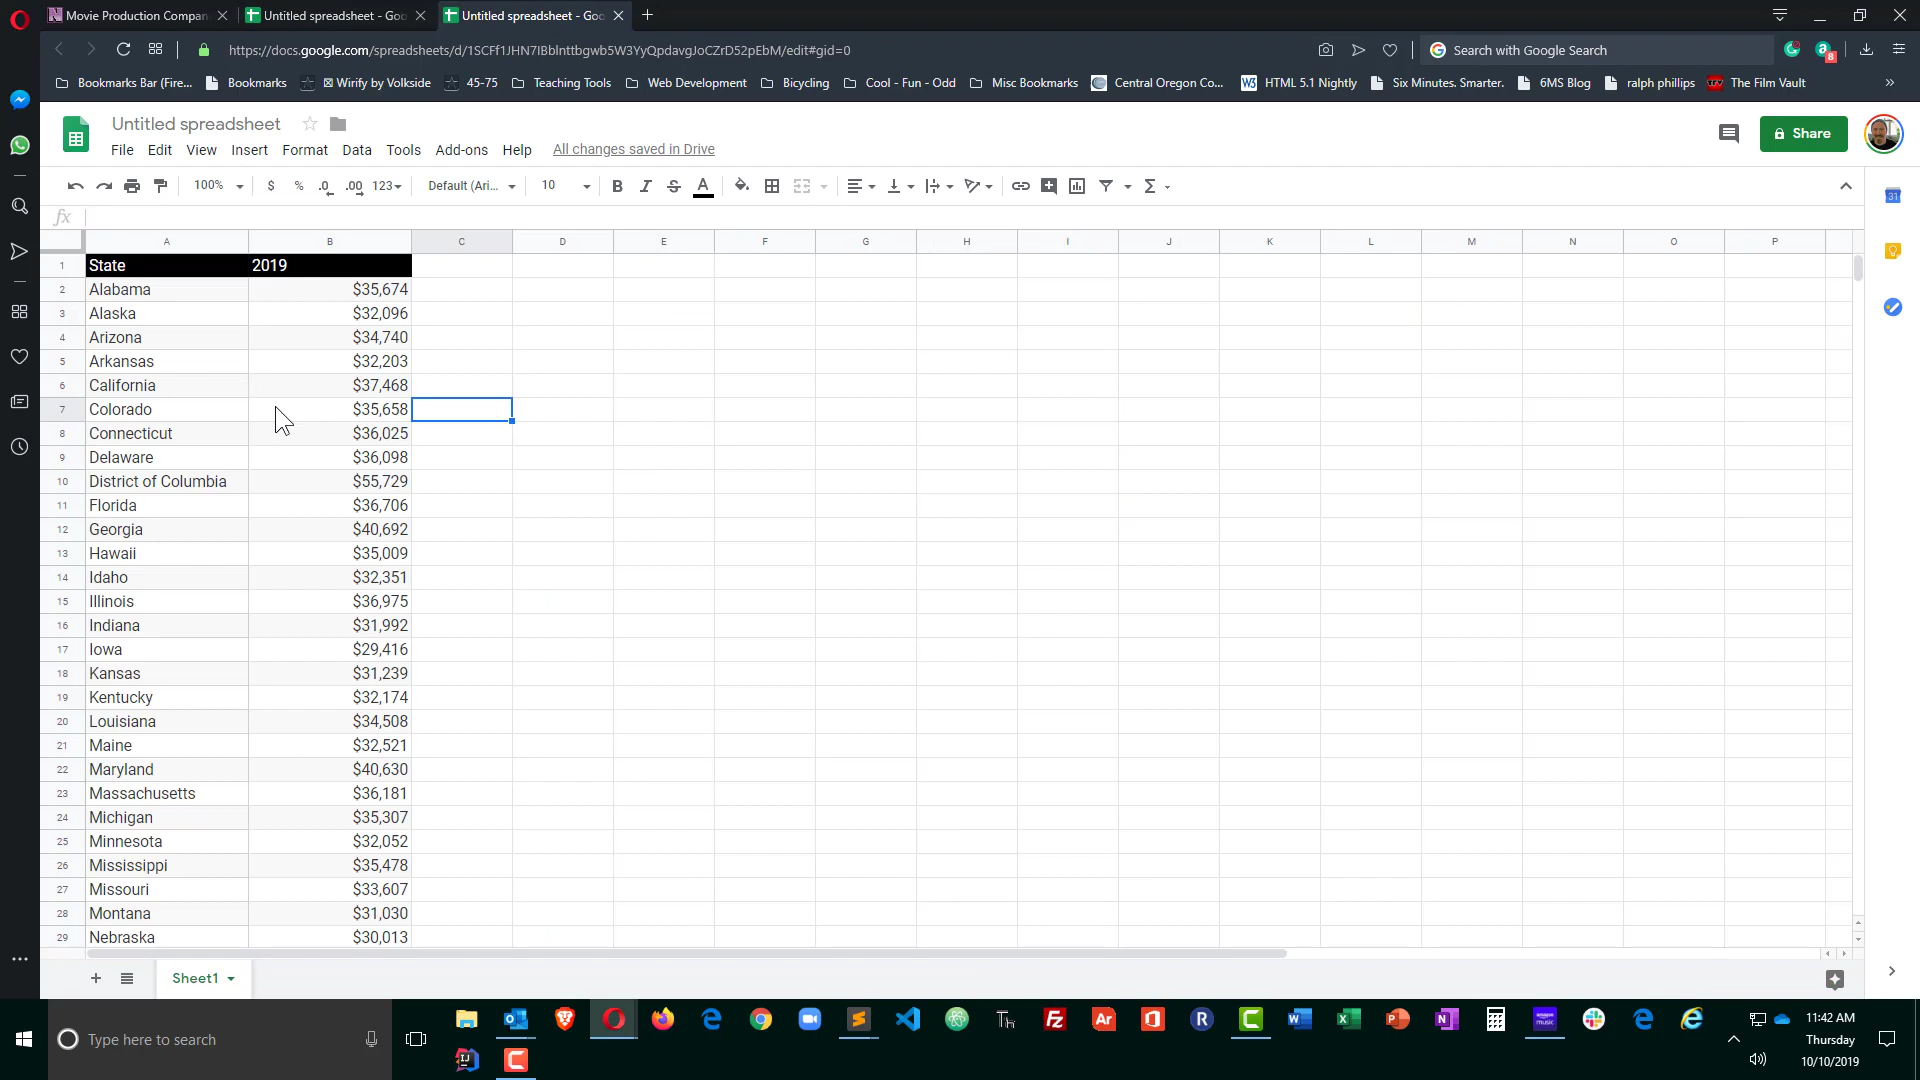 Movie Production Compan
Untitled spreadsheet - Goo
Untitled spreadsheet - Goo
https://docs.google.com/spreadsheets/d/1SCFf1JHN7IBblnttbgwb5W3YyQpdavgJoCZrD52pEbM/edit#gid=0
Search with Google Search
8
Bookmarks Bar (Fire...
Bookmarks
Wirify by Volkside
45-75
Teaching Tools
Web Development
Bicycling
Cool - Fun - Odd
Misc Bookmarks
Central Oregon Co...
HTML 5.1 Nightly
Six Minutes. Smarter.
6MS Blog
ralph phillips
The Film Vault
Untitled spreadsheet
Share
File Edit View Insert Format Data Tools Add-ons Help All changes saved in Drive
100% $ % .0 .00 123 Default (Ari... 10 B I S A Σ
31
fx
A B C D E F G H I J K L M N O P
1 State 2019
2 Alabama $35,674
3 Alaska $32,096
4 Arizona $34,740
5 Arkansas $32,203
6 California $37,468
7 Colorado $35,658
8 Connecticut $36,025
9 Delaware $36,098
10 District of Columbia $55,729
11 Florida $36,706
12 Georgia $40,692
13 Hawaii $35,009
14 Idaho $32,351
15 Illinois $36,975
16 Indiana $31,992
17 Iowa $29,416
18 Kansas $31,239
19 Kentucky $32,174
20 Louisiana $34,508
21 Maine $32,521
22 Maryland $40,630
23 Massachusetts $36,181
24 Michigan $35,307
25 Minnesota $32,052
26 Mississippi $35,478
27 Missouri $33,607
28 Montana $31,030
29 Nebraska $30,013
Sheet1
Type here to search
11:42 AM
Thursday
10/10/2019